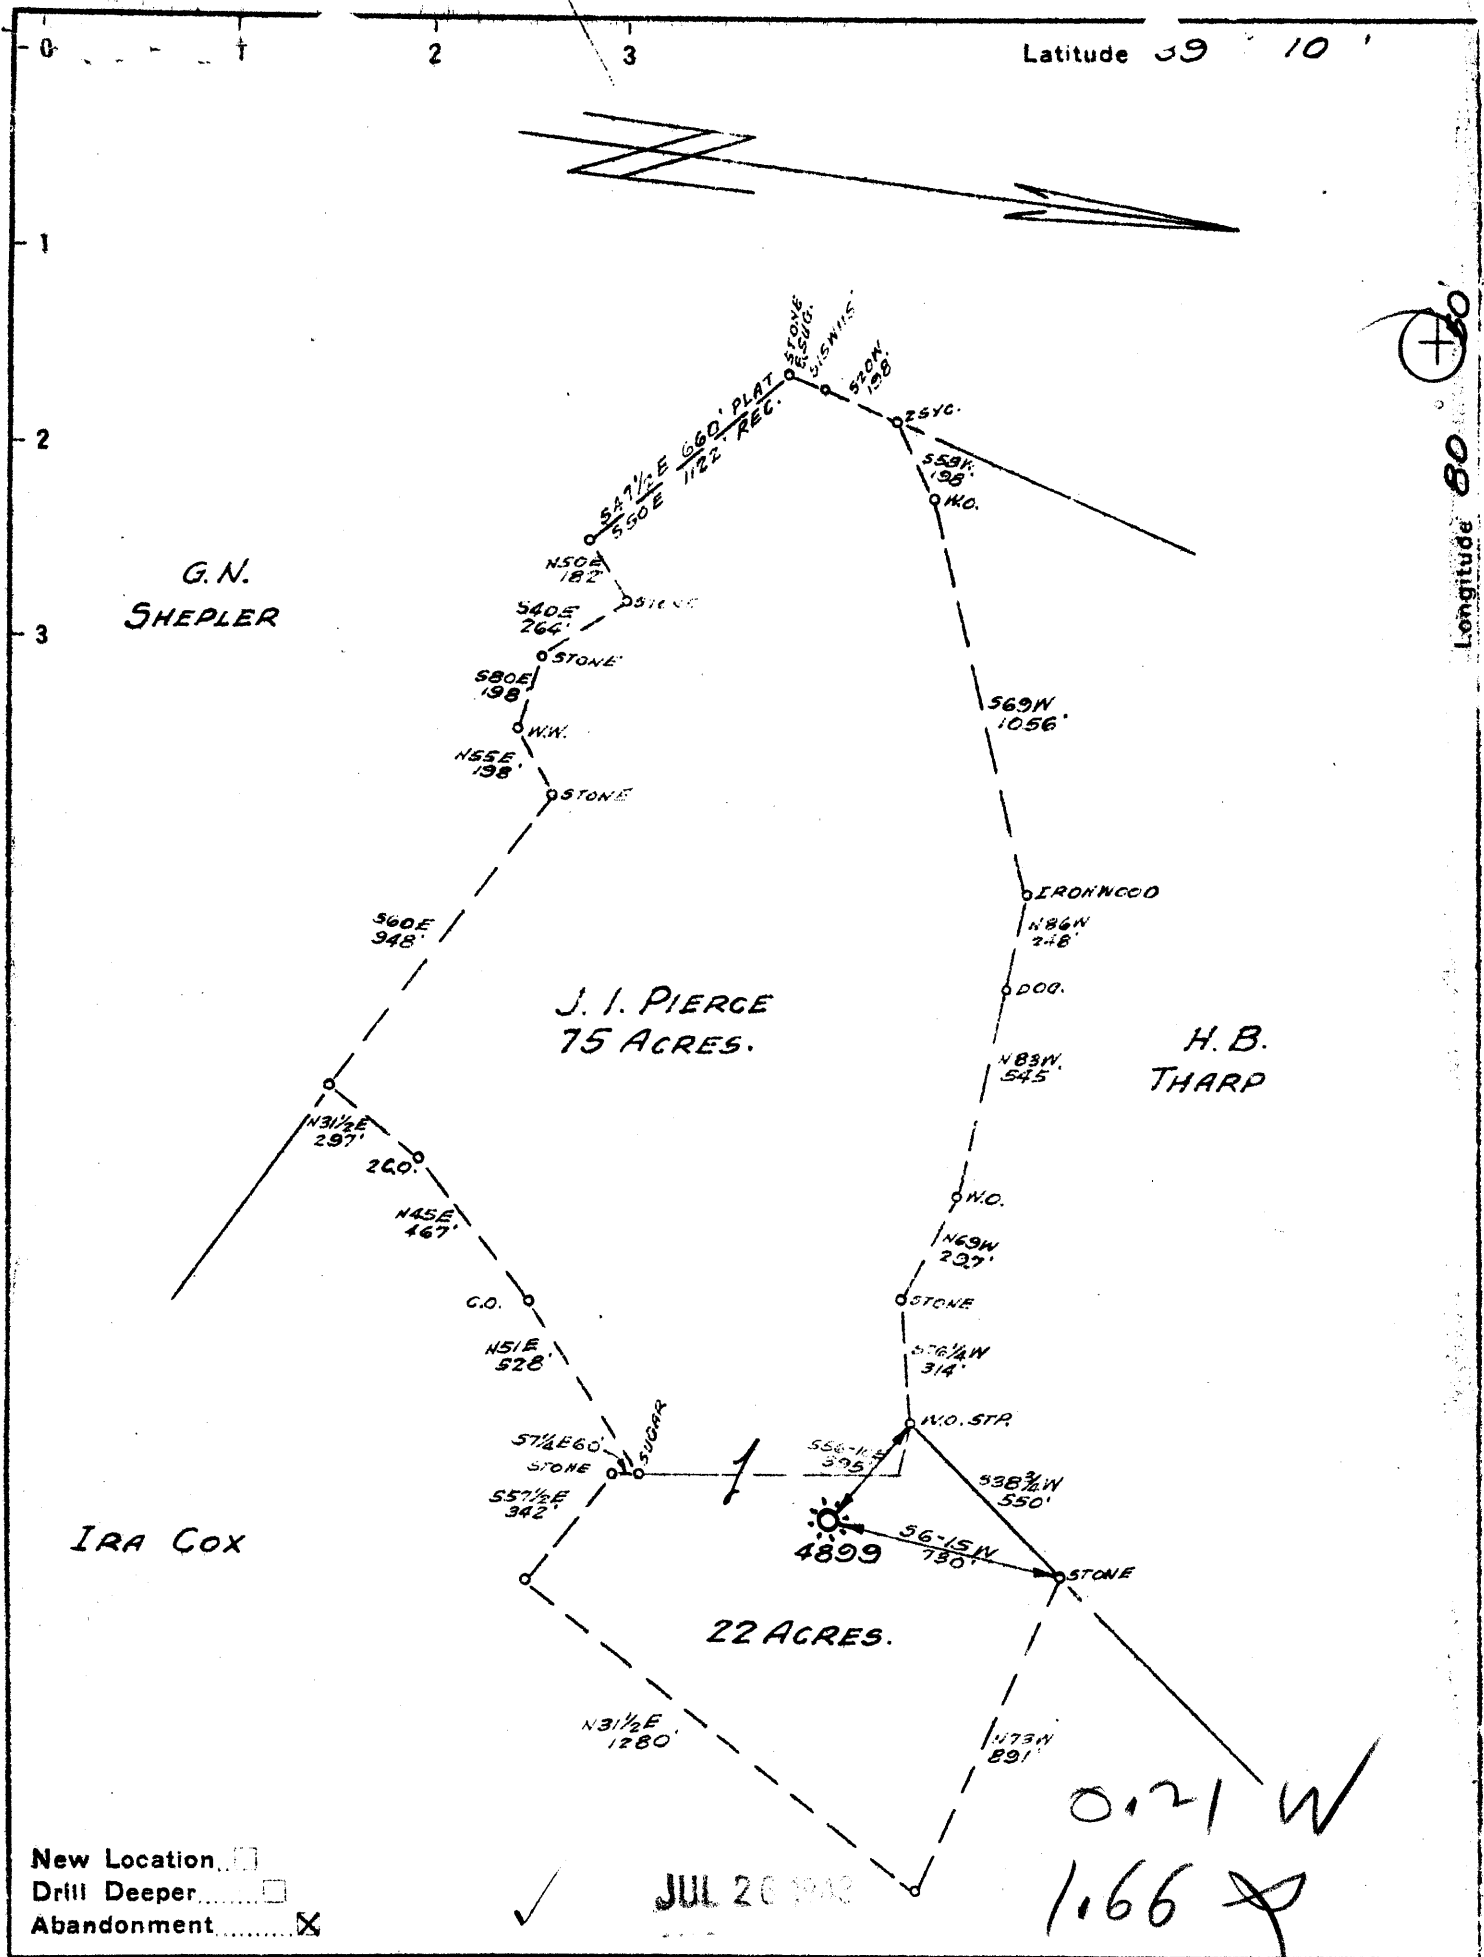 0 1 2 3
Latitude 39 10'
1
2
3
Longitude 80
STONE
& SUG.
S20W
198'
2 SYC.
S47½E 660' PLAT
S50E 1122' REC.
S58W
198'
W.O.
N50E
182'
S40E
264'
STONE
S80E
198'
W.W.
N55E
198'
STONE
G.N.
SHEPLER
S69W
1056'
IRONWOOD
N86W
248'
DOG.
S60E
948'
J. I. PIERCE
75 ACRES.
H. B.
THARP
N83W
545'
N31½E
297'
2 C.O.
W.O.
N45E
467'
N69W
297'
C.O.
STONE
N51E
528'
314'
SUGAR
W.O. STP.
S7¼E 60'
STONE
S57½E
342'
S38¾W
550'
IRA COX
4899
S6-15W
730'
STONE
22 ACRES.
N31½E
1280'
N73W
891'
0.21 W
1.66
New Location
Drill Deeper
Abandonment
JUL 26